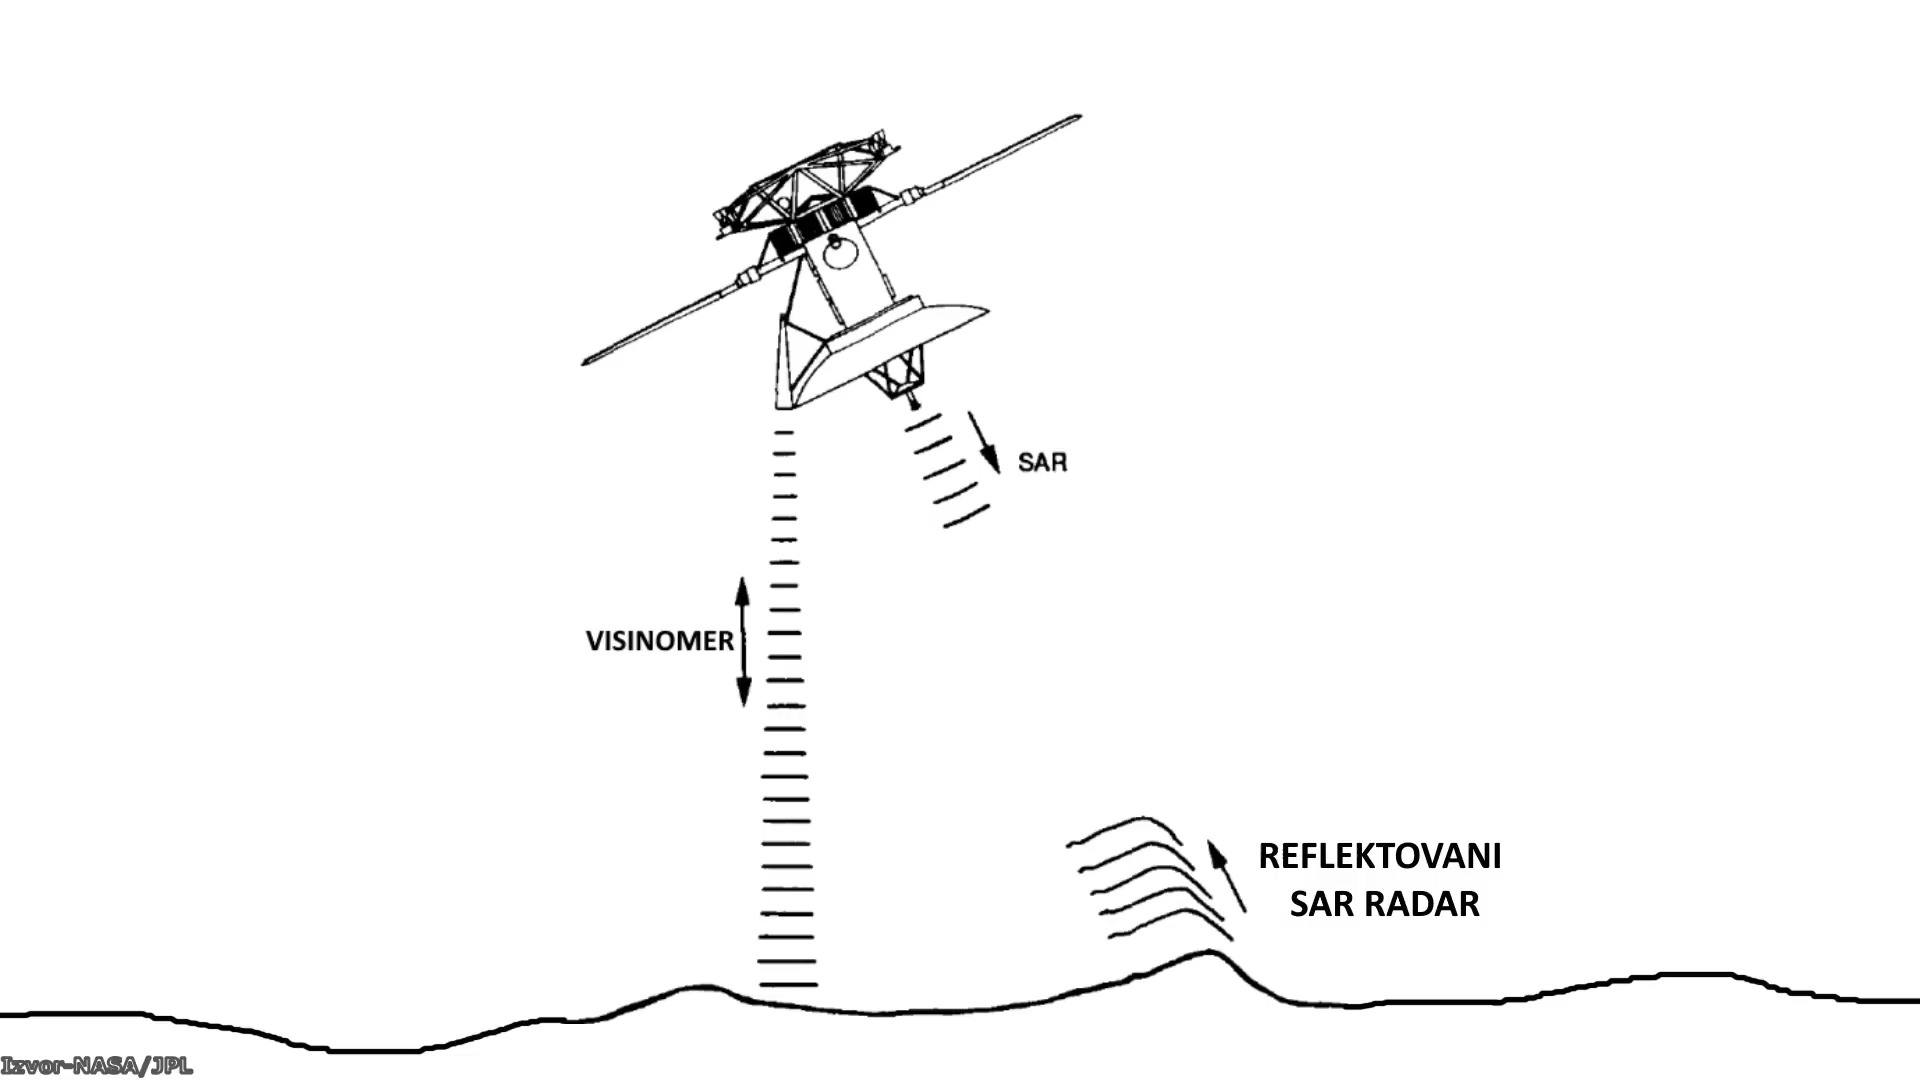 SAR
VISINOMER
REFLEKTOVANI
SAR RADAR
Izvor-NASA/JPL